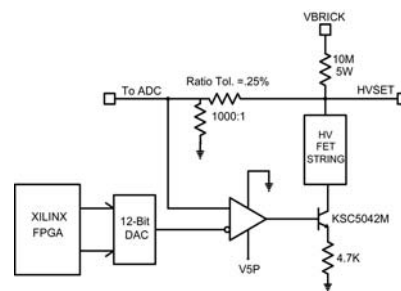 VBRICK
10M
5W
Ratio Tol. =.25%
To ADC
HVSET
1000:1
HV
FET
STRING
XILINX
FPGA
12-Bit
DAC
KSC5042M
V5P
4.7K